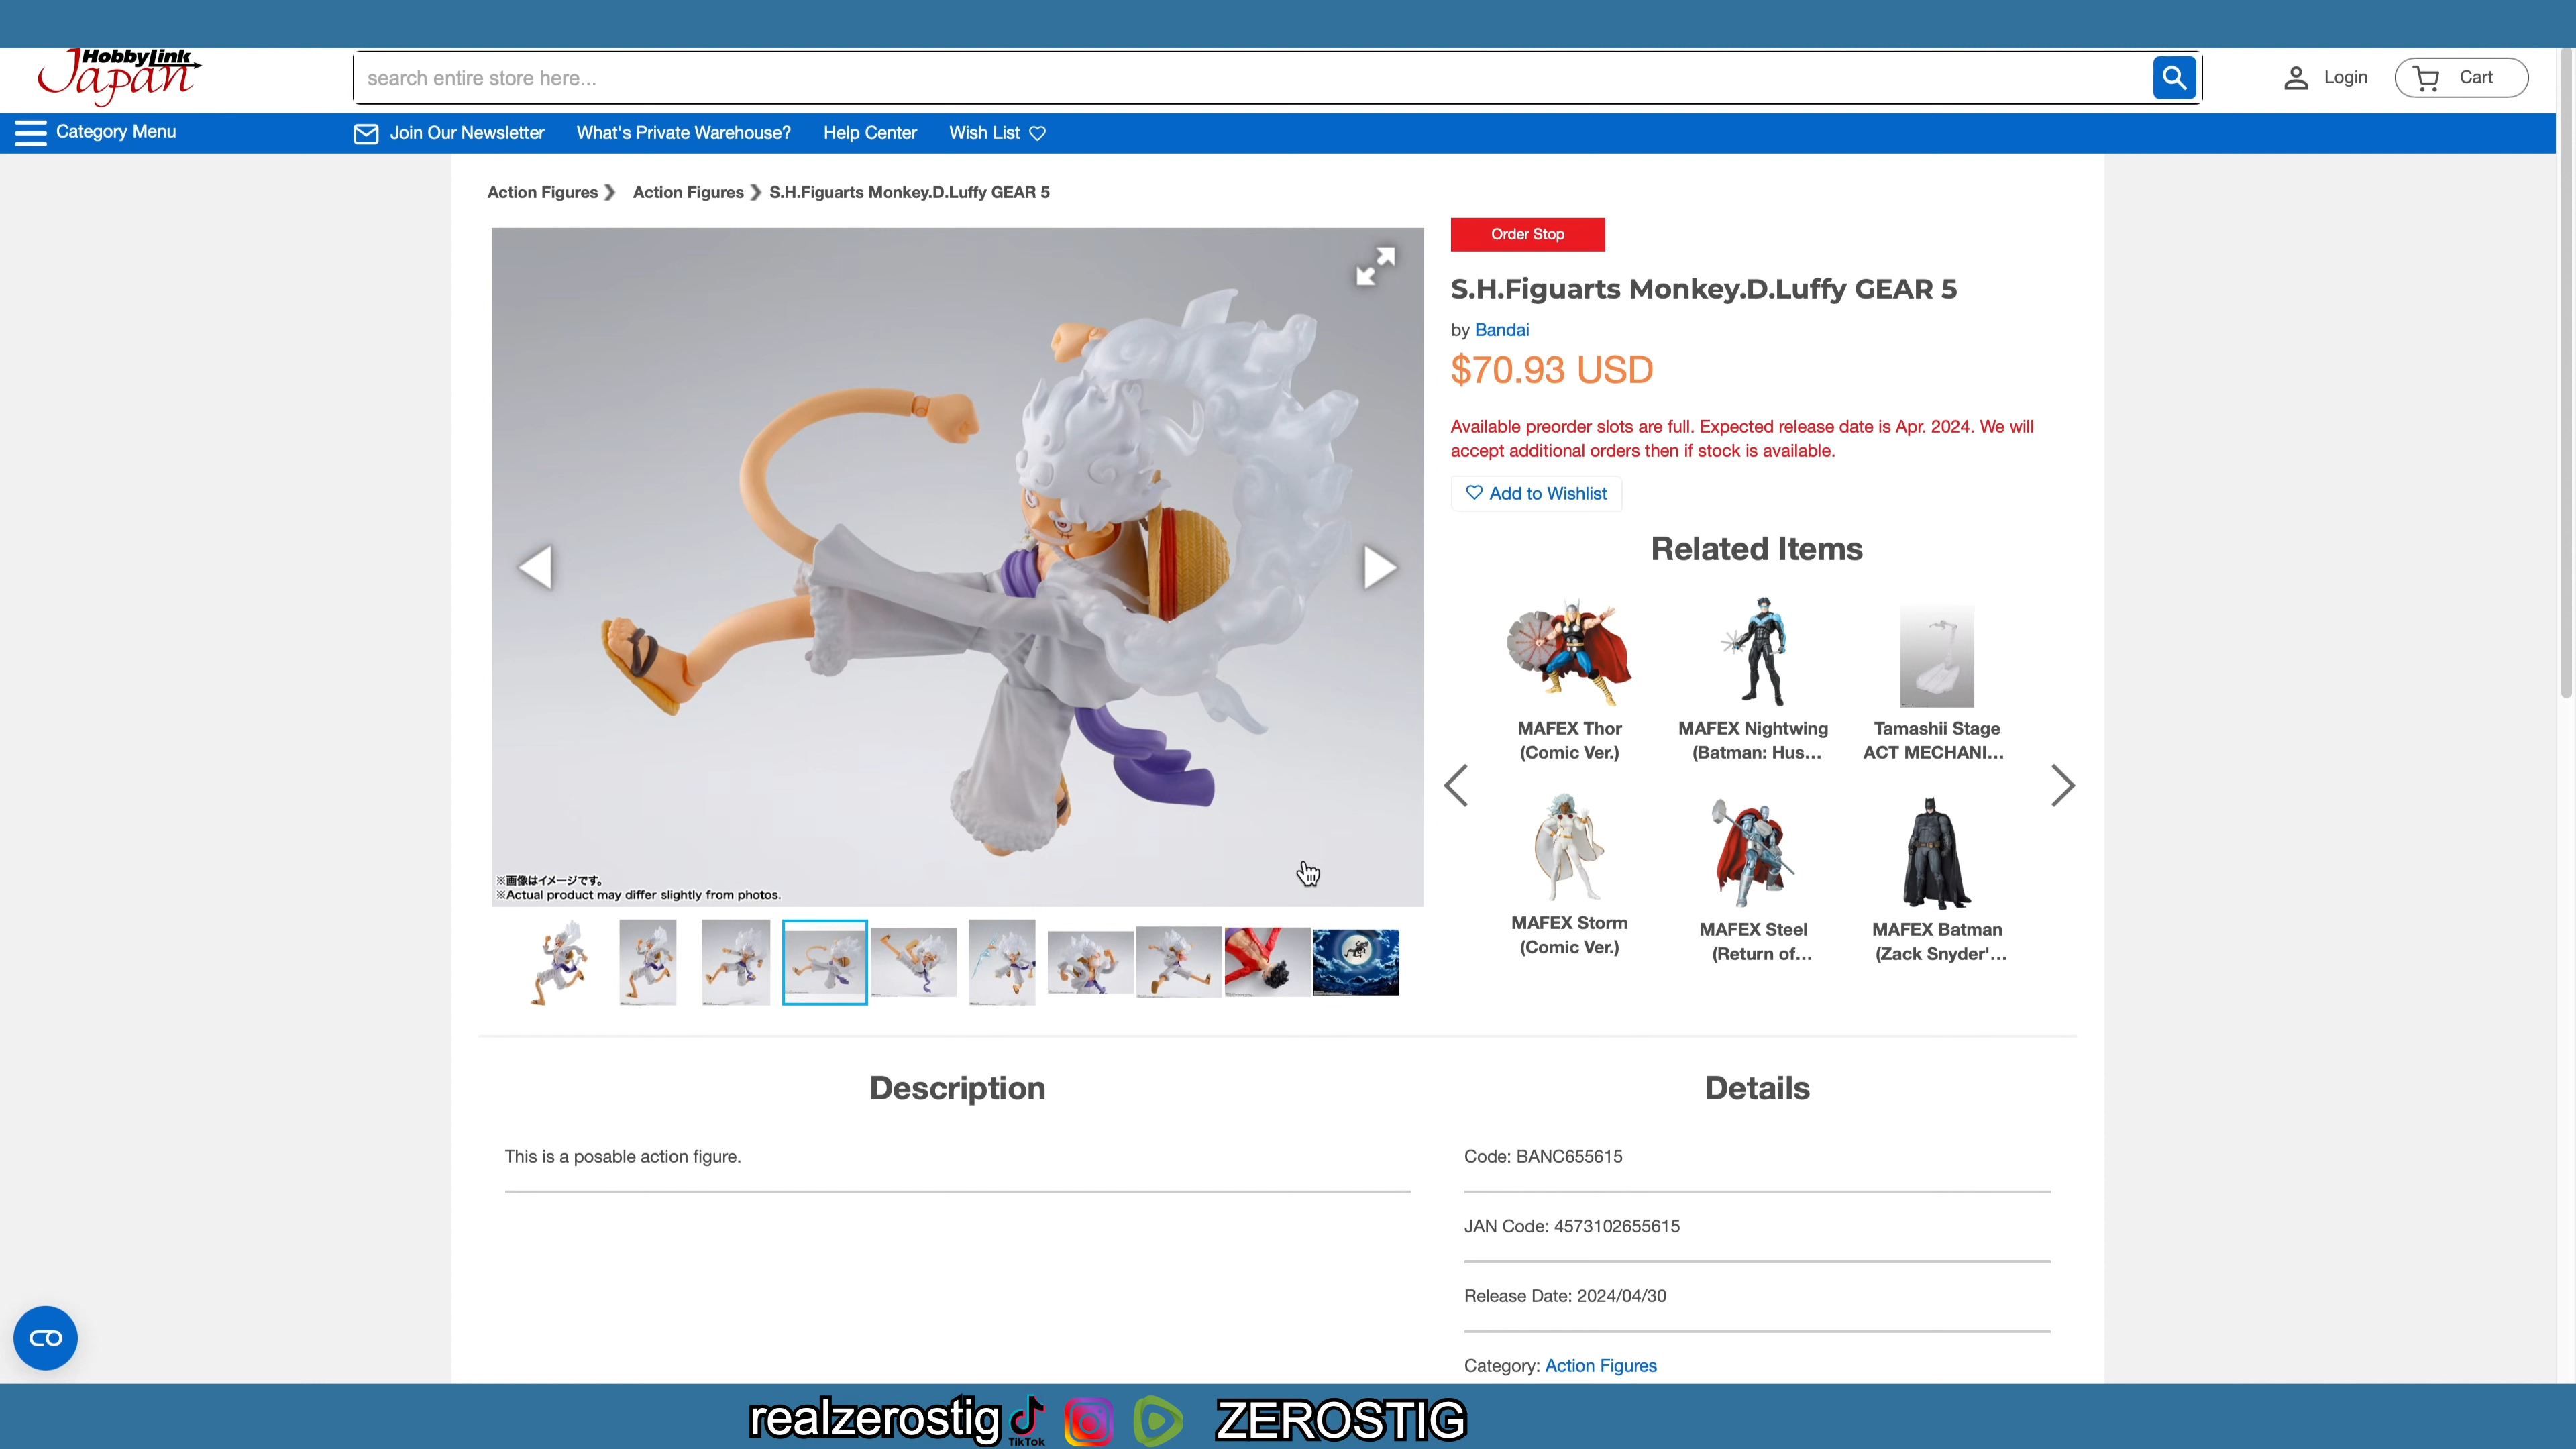 HobbyLink
Japan
search entire store here...
Login
Cart
Category Menu
Join Our Newsletter
What's Private Warehouse?
Help Center
Wish List
Action Figures
Action Figures
S.H.Figuarts Monkey.D.Luffy GEAR 5
Order Stop
S.H.Figuarts Monkey.D.Luffy GEAR 5
by Bandai
$70.93 USD
Available preorder slots are full. Expected release date is Apr. 2024. We will
accept additional orders then if stock is available.
Add to Wishlist
Related Items
MAFEX Thor
(Comic Ver.)
MAFEX Nightwing
(Batman: Hus...
Tamashii Stage
ACT MECHANI...
MAFEX Storm
(Comic Ver.)
MAFEX Steel
(Return of...
MAFEX Batman
(Zack Snyder'...
※画像はイメージです。
※Actual product may differ slightly from photos.
Description
This is a posable action figure.
Details
Code: BANC655615
JAN Code: 4573102655615
Release Date: 2024/04/30
Category: Action Figures
realzerostig
TikTok
ZEROSTIG